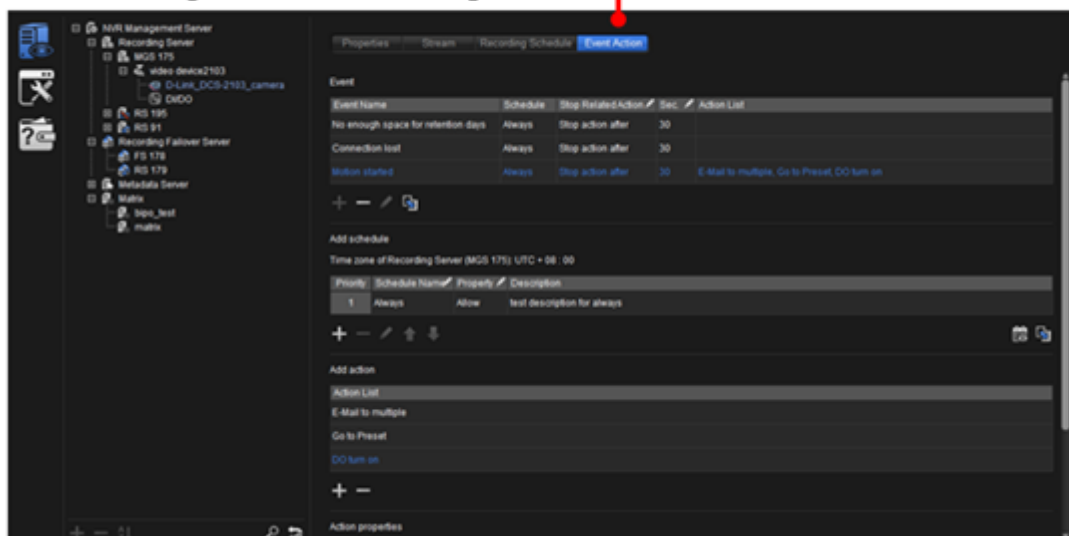 NVR Management Server
Recording Server
MGS 175
video device2103
D-Link_DCS-2103_camera
DI/DO
RS 195
RS 91
Recording Failover Server
FS 178
RS 179
Metadata Server
Matrix
bipo_test
matrix
Properties Stream Recording Schedule Event Action
Event
Event Name Schedule Stop Related Action Sec. Action List
No enough space for retention days Always Stop action after 30
Connection lost Always Stop action after 30
Motion started Always Stop action after 30 E-Mail to multiple, Go to Preset, DO turn on
Add schedule
Time zone of Recording Server (MGS 175): UTC + 08 : 00
Priority Schedule Name Property Description
1 Always Allow test description for always
Add action
Action List
E-Mail to multiple
Go to Preset
DO turn on
Action properties